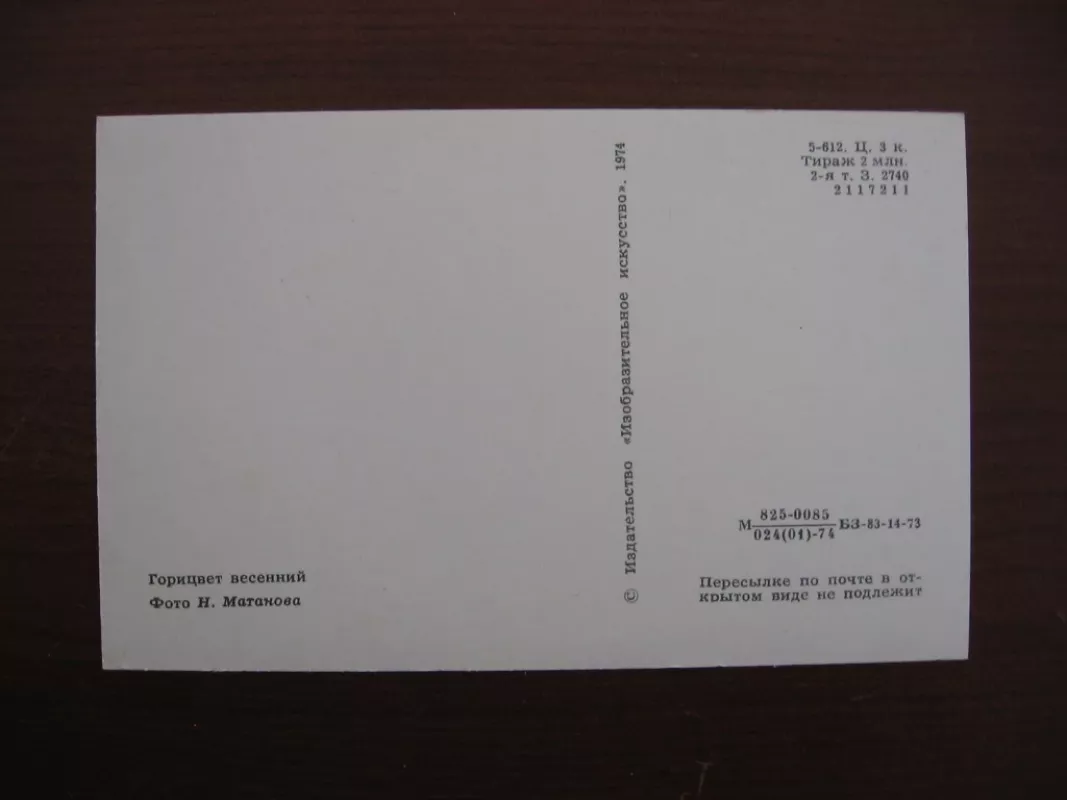 Горицвет весенний
Фото Н. Матанова
© Издательство «Изобразительное искусство». 1974
5-612. Ц. 3 к.
Тираж 2 млн.
2-я т. З. 2740
2117211
М 825-0085
024(01)-74 БЗ-83-14-73
Пересылке по почте в от-
крытом виде не подлежит